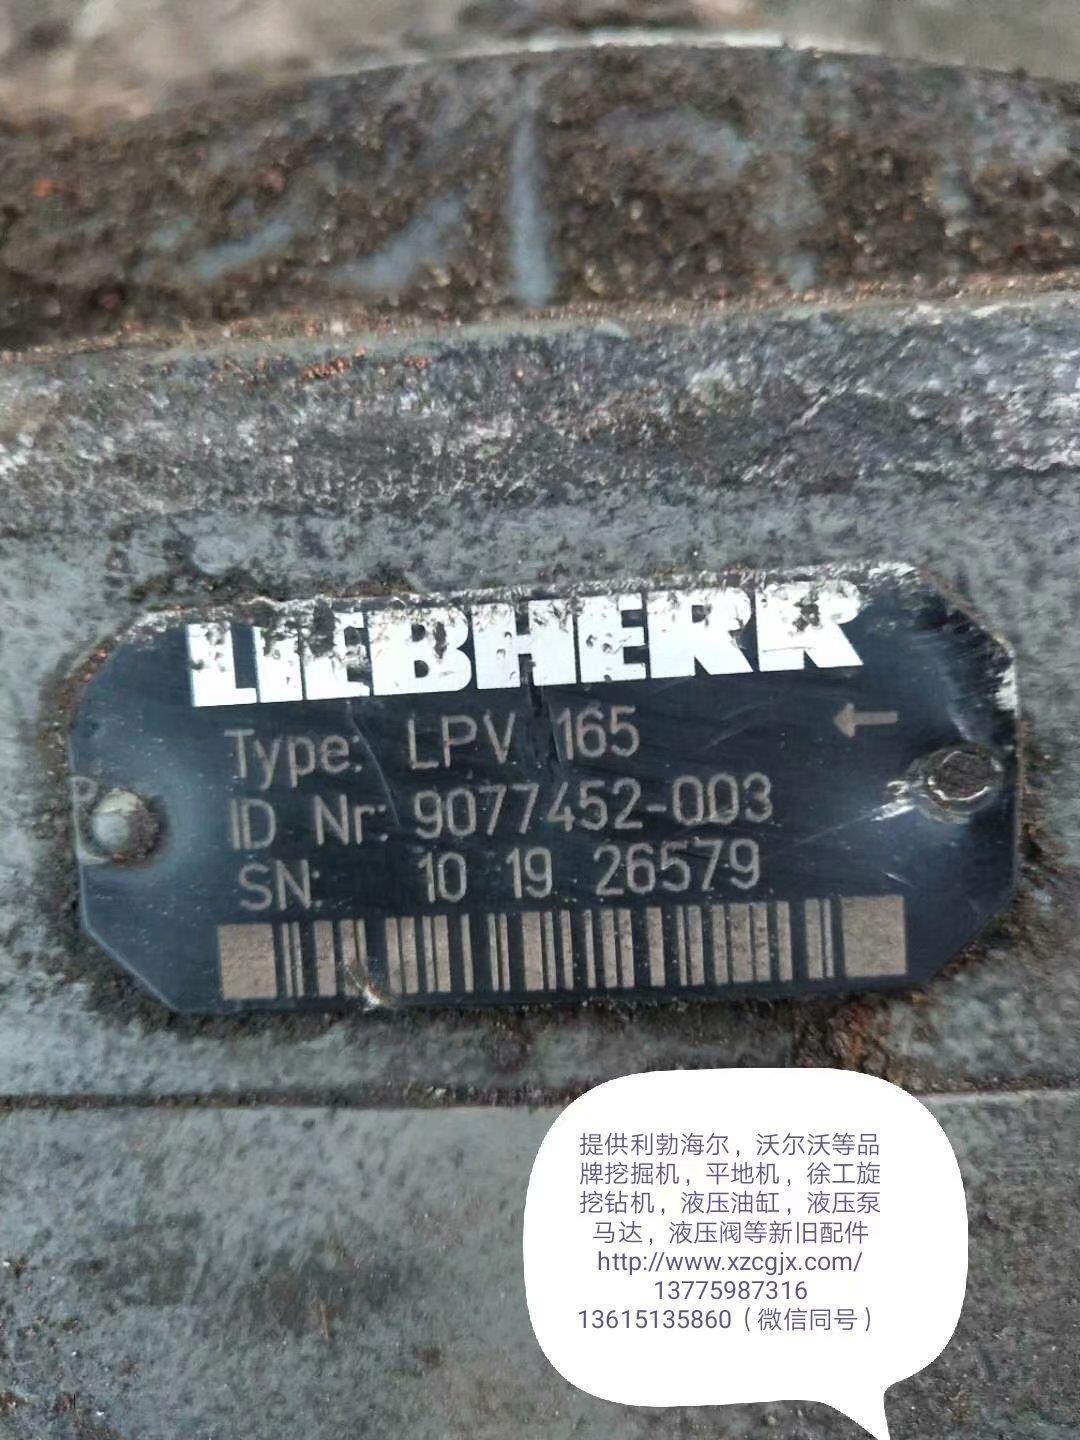 LIEBHERR
Type: LPV 165
ID Nr: 9077452-003
SN: 10 19 26579
提供利勃海尔，沃尔沃等品
牌挖掘机，平地机，徐工旋
挖钻机，液压油缸，液压泵
马达，液压阀等新旧配件
http://www.xzcgjx.com/
13775987316
13615135860（微信同号）